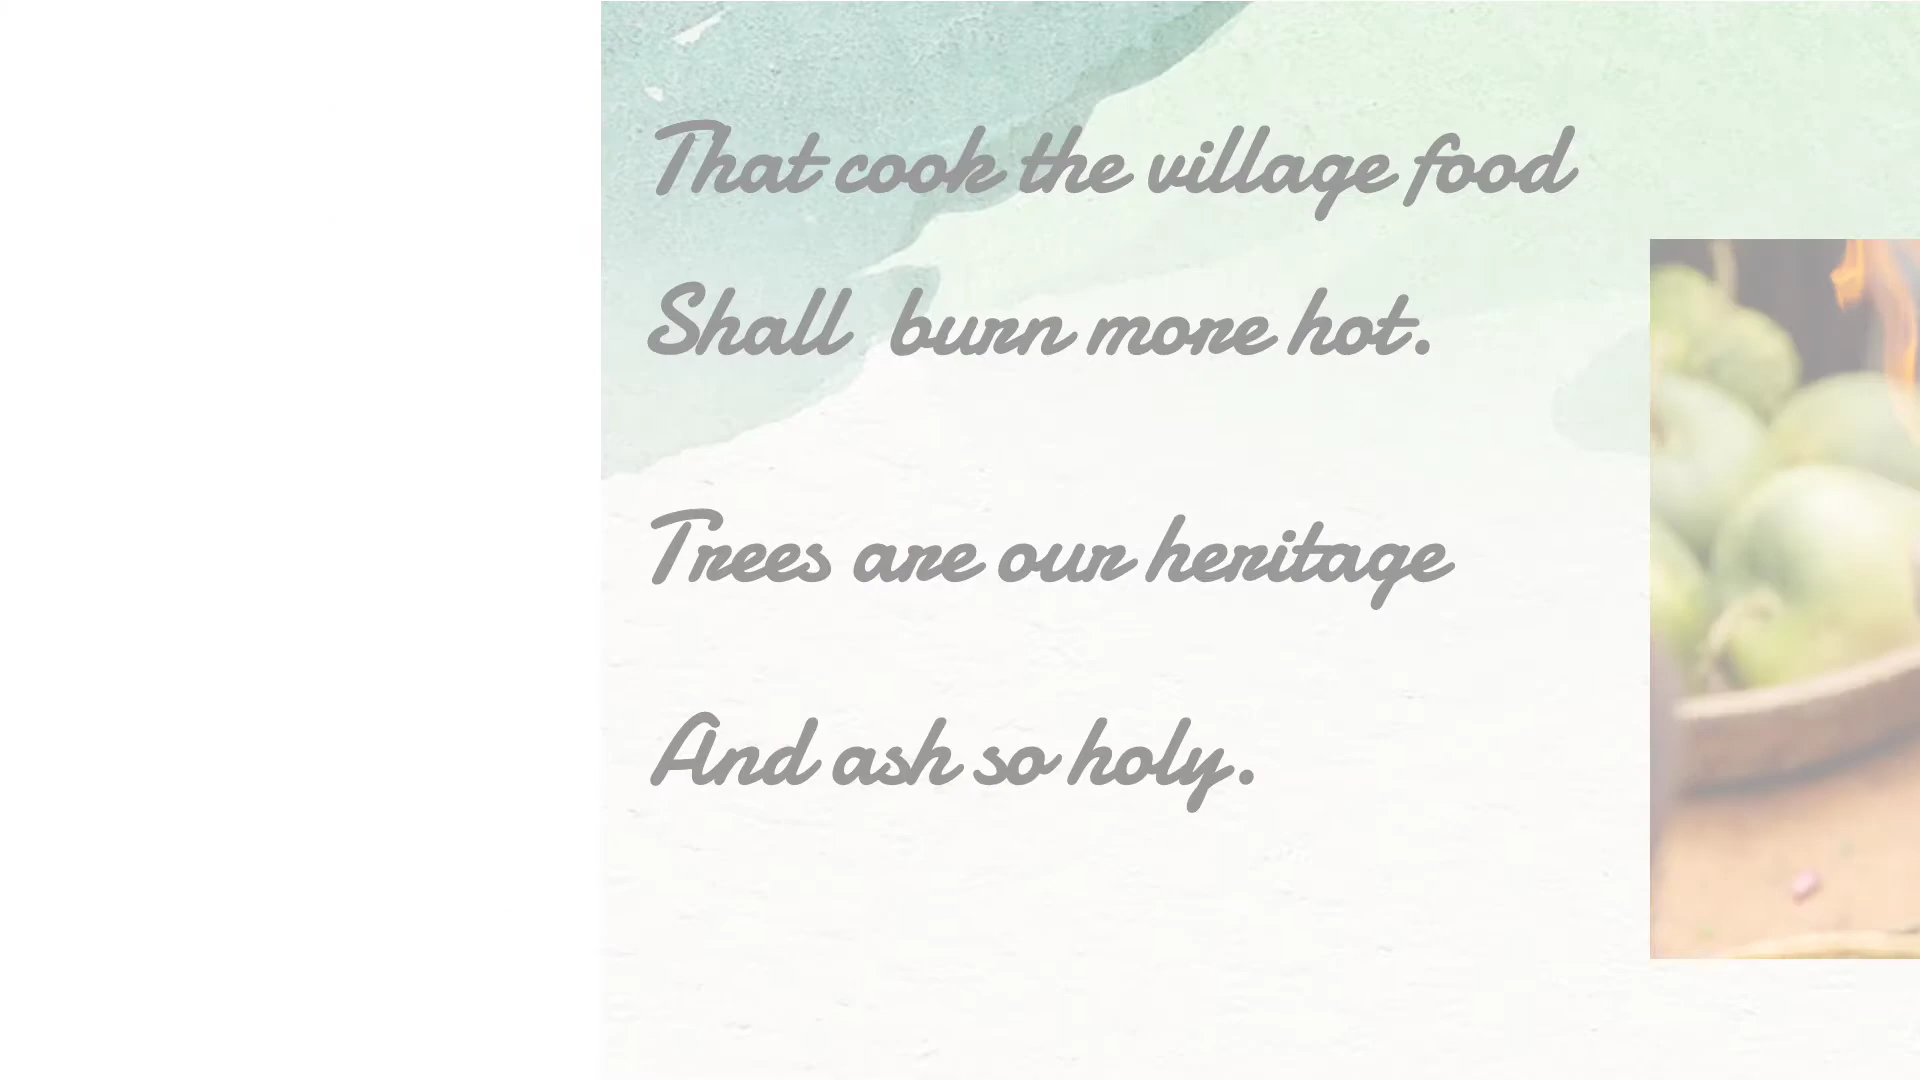 That cook the village food
Shall burn more hot.
Trees are our heritage
And ash so holy.